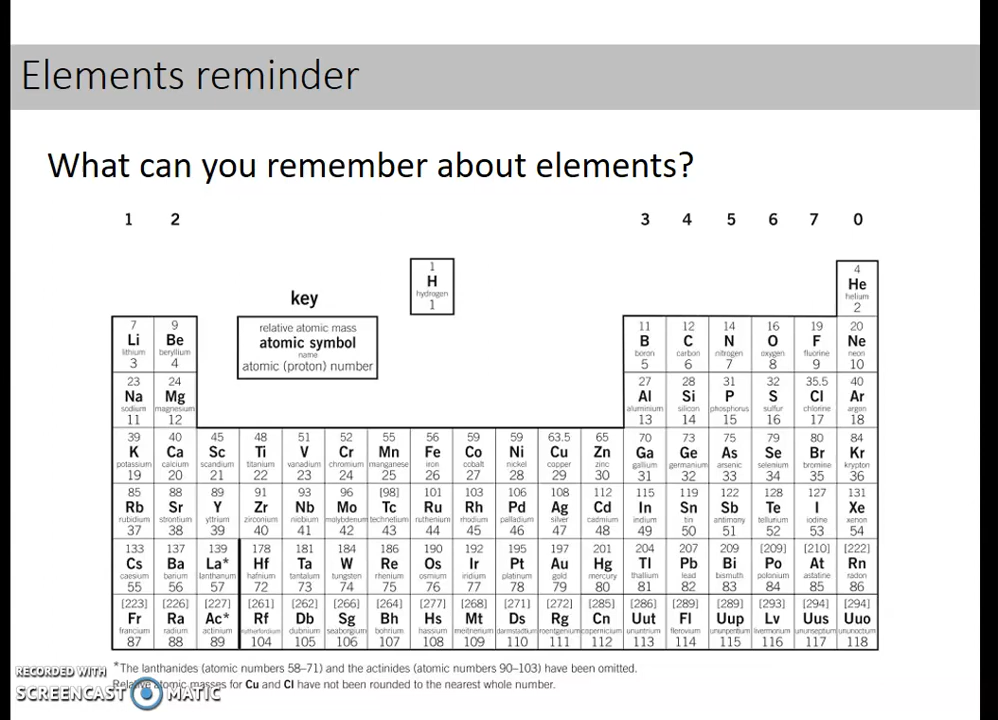 Elements reminder
What can you remember about elements?
1 2 3 4 5 6 7 0
1 4
H He
hydrogen helium
1 2
key
relative atomic mass
atomic symbol
name
atomic (proton) number
7 9 11 12 14 16 19 20
Li Be B C N O F Ne
lithium beryllium boron carbon nitrogen oxygen fluorine neon
3 4 5 6 7 8 9 10
23 24 27 28 31 32 35.5 40
Na Mg Al Si P S Cl Ar
sodium magnesium aluminium silicon phosphorus sulfur chlorine argon
11 12 13 14 15 16 17 18
39 40 45 48 51 52 55 56 59 59 63.5 65 70 73 75 79 80 84
K Ca Sc Ti V Cr Mn Fe Co Ni Cu Zn Ga Ge As Se Br Kr
potassium calcium scandium titanium vanadium chromium manganese iron cobalt nickel copper zinc gallium germanium arsenic selenium bromine krypton
19 20 21 22 23 24 25 26 27 28 29 30 31 32 33 34 35 36
85 88 89 91 93 96 [98] 101 103 106 108 112 115 119 122 128 127 131
Rb Sr Y Zr Nb Mo Tc Ru Rh Pd Ag Cd In Sn Sb Te I Xe
rubidium strontium yttrium zirconium niobium molybdenum technetium ruthenium rhodium palladium silver cadmium indium tin antimony tellurium iodine xenon
37 38 39 40 41 42 43 44 45 46 47 48 49 50 51 52 53 54
133 137 139 178 181 184 186 190 192 195 197 201 204 207 209 [209] [210] [222]
Cs Ba La* Hf Ta W Re Os Ir Pt Au Hg Tl Pb Bi Po At Rn
caesium barium lanthanum hafnium tantalum tungsten rhenium osmium iridium platinum gold mercury thallium lead bismuth polonium astatine radon
55 56 57 72 73 74 75 76 77 78 79 80 81 82 83 84 85 86
[223] [226] [227] [261] [262] [266] [264] [277] [268] [271] [272] [285] [286] [289] [289] [293] [294] [294]
Fr Ra Ac* Rf Db Sg Bh Hs Mt Ds Rg Cn Uut Fl Uup Lv Uus Uuo
francium radium actinium rutherfordium dubnium seaborgium bohrium hassium meitnerium darmstadtium roentgenium copernicium ununtrium flerovium ununpentium livermorium ununseptium ununoctium
87 88 89 104 105 106 107 108 109 110 111 112 113 114 115 116 117 118
*The lanthanides (atomic numbers 58–71) and the actinides (atomic numbers 90–103) have been omitted.
Relative atomic masses for Cu and Cl have not been rounded to the nearest whole number.
RECORDED WITH
SCREENCAST MATIC